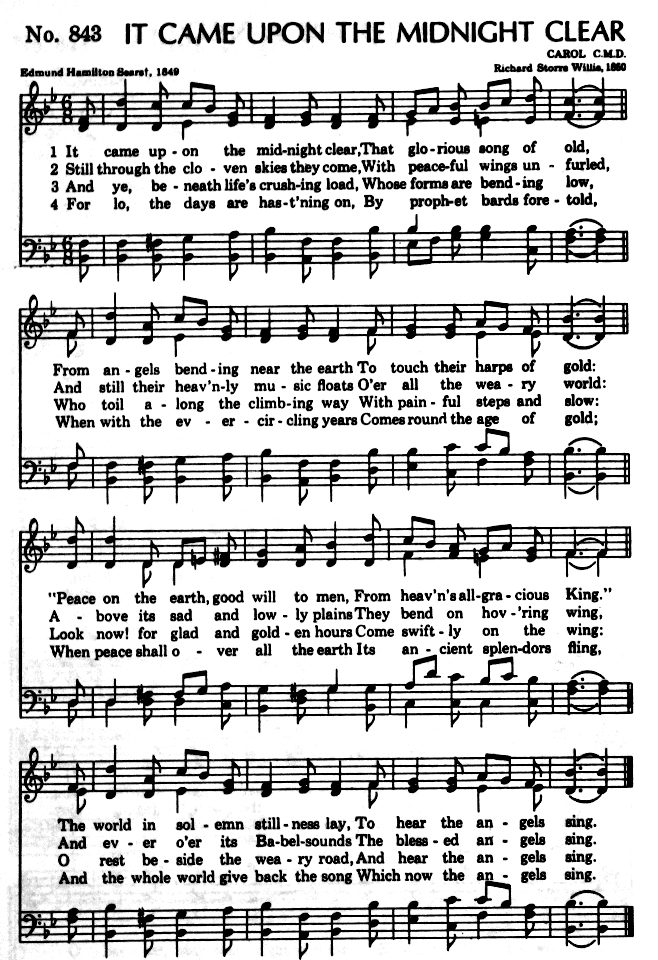 No. 843 IT CAME UPON THE MIDNIGHT CLEAR
CAROL C.M.D.
Edmund Hamilton Searst, 1849 Richard Storrs Willis, 1860
1 It came up-on the mid-night clear, That glo-rious song of old,
2 Still through the clo-ven skies they come, With peace-ful wings un-furled,
3 And ye, be-neath life's crush-ing load, Whose forms are bend-ing low,
4 For lo, the days are has-t'ning on, By proph-et bards fore-told,
From an-gels bend-ing near the earth To touch their harps of gold:
And still their heav'n-ly mu-sic floats O'er all the wea-ry world:
Who toil a-long the climb-ing way With pain-ful steps and slow:
When with the ev-er-cir-cling years Comes round the age of gold;
"Peace on the earth, good will to men, From heav'n's all-gra-cious King."
A-bove its sad and low-ly plains They bend on hov-'ring wing,
Look now! for glad and gold-en hours Come swift-ly on the wing:
When peace shall o-ver all the earth Its an-cient splen-dors fling,
The world in sol-emn still-ness lay, To hear the an-gels sing.
And ev-er o'er its Ba-bel-sounds The bless-ed an-gels sing.
O rest be-side the wea-ry road, And hear the an-gels sing.
And the whole world give back the song Which now the an-gels sing.